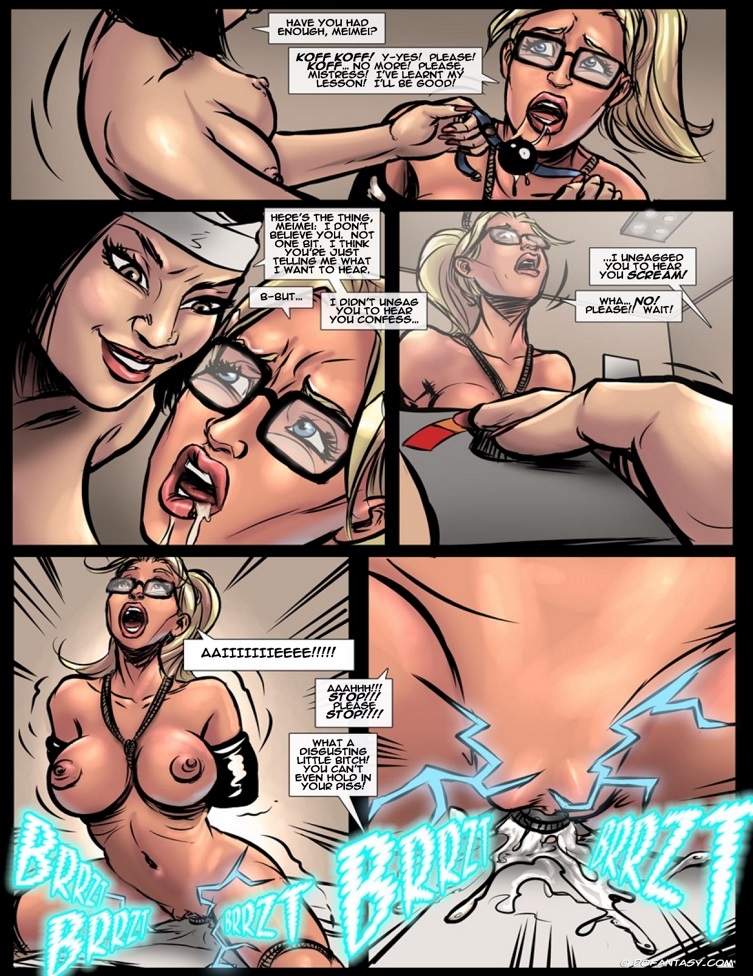 HAVE YOU HAD
ENOUGH, MEIMEI?
KOFF KOFF! Y-YES! PLEASE!
KOFF... NO MORE! PLEASE,
MISTRESS! I'VE LEARNT MY
LESSON! I'LL BE GOOD!
HERE'S THE THING,
MEIMEI: I DON'T
BELIEVE YOU. NOT
ONE BIT. I THINK
YOU'RE JUST
TELLING ME WHAT
I WANT TO HEAR.
B-BUT...
I DIDN'T UNGAG
YOU TO HEAR
YOU CONFESS...
...I UNGAGGED
YOU TO HEAR
YOU SCREAM!
WHA... NO!
PLEASE!! WAIT!
AAIIIIIIIEEEE!!!!!
AAAHHH!!!
STOP!!!
PLEASE
STOP!!!!
WHAT A
DISGUSTING
LITTLE BITCH!
YOU CAN'T
EVEN HOLD IN
YOUR PISS!
BRRZT
BRRZT
BRRZT
BRRZT
BRRZT